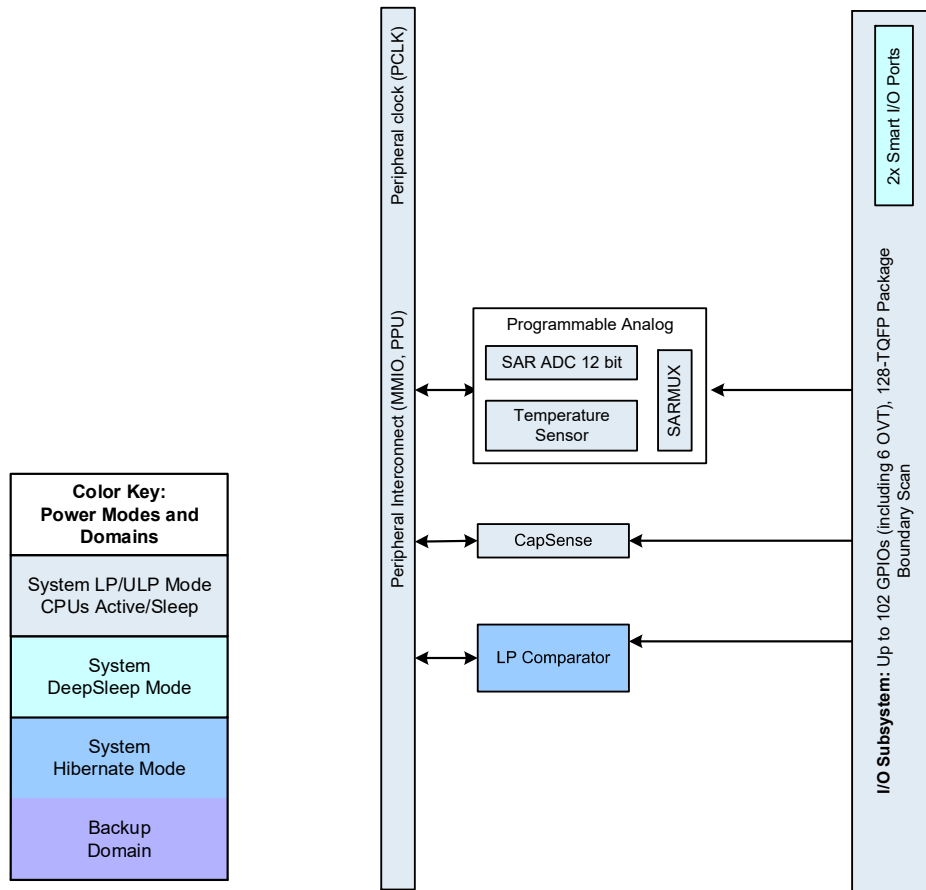 Peripheral clock (PCLK)
Peripheral Interconnect (MMIO, PPU)
Programmable Analog
SAR ADC 12 bit
Temperature
Sensor
SARMUX
CapSense
LP Comparator
2x Smart I/O Ports
I/O Subsystem: Up to 102 GPIOs (including 6 OVT), 128-TQFP Package
Boundary Scan
Color Key:
Power Modes and
Domains
System LP/ULP Mode
CPUs Active/Sleep
System
DeepSleep Mode
System
Hibernate Mode
Backup
Domain